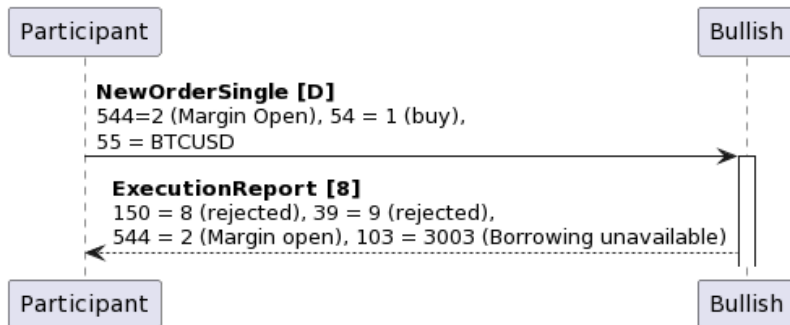 Participant
Bullish
NewOrderSingle [D]
544=2 (Margin Open), 54 = 1 (buy),
55 = BTCUSD
ExecutionReport [8]
150 = 8 (rejected), 39 = 9 (rejected),
544 = 2 (Margin open), 103 = 3003 (Borrowing unavailable)
Participant
Bullish